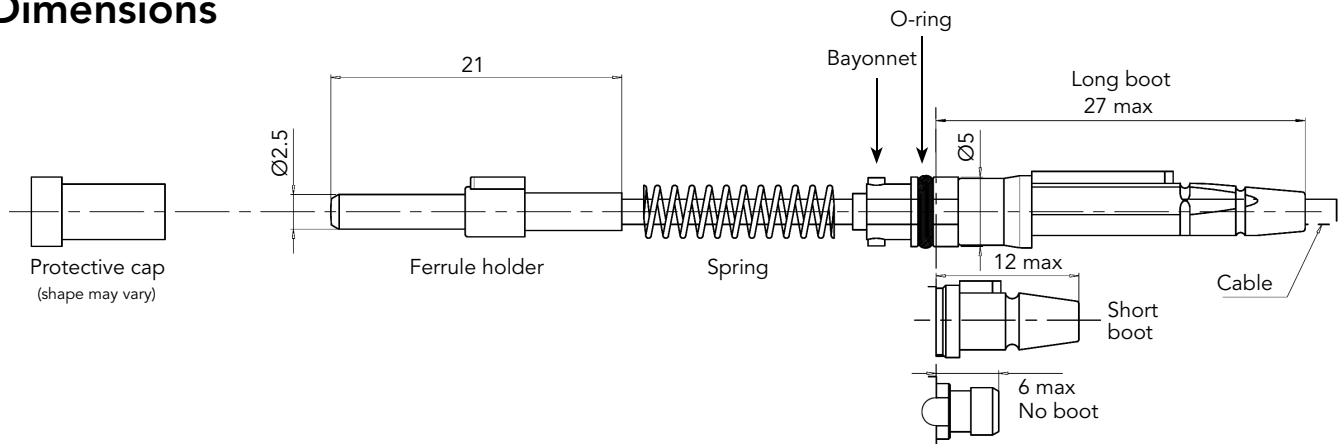 Dimensions
O-ring
Bayonnet
21
Long boot
27 max
Ø2.5
Ø5
Protective cap
(shape may vary)
Ferrule holder
Spring
12 max
Cable
Short
boot
6 max
No boot